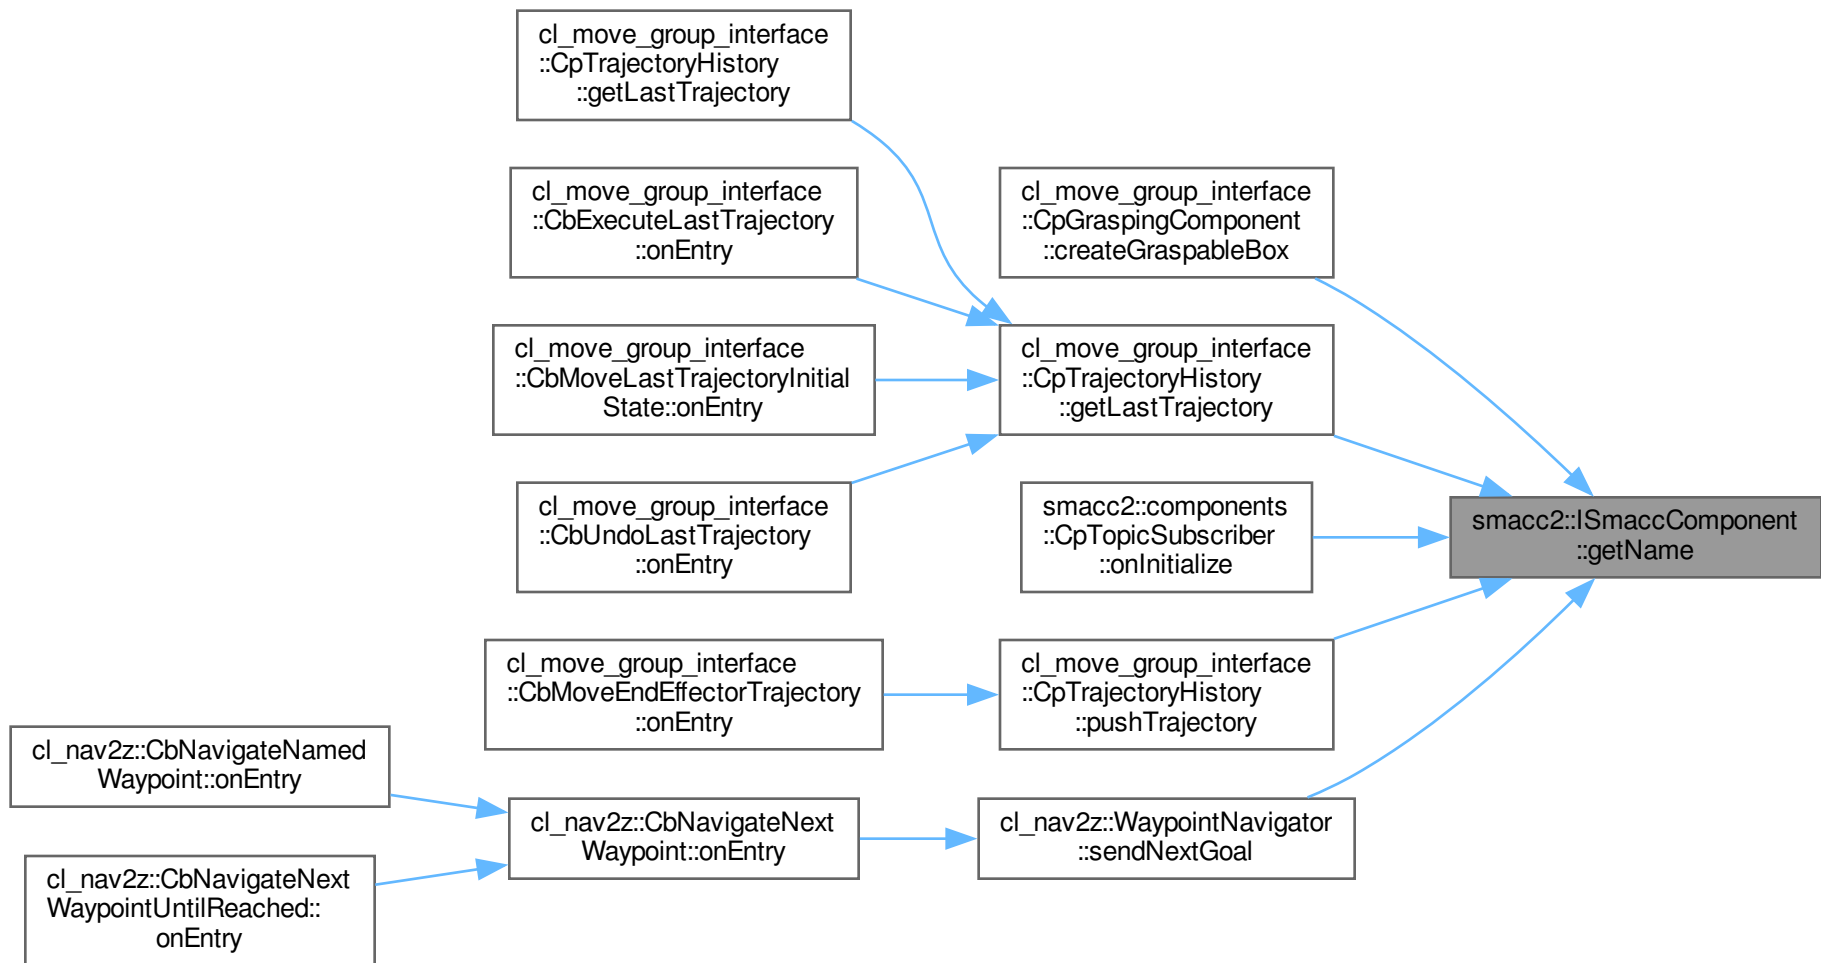 cl_move_group_interface
::CpTrajectoryHistory
::getLastTrajectory
cl_move_group_interface
::CbExecuteLastTrajectory
::onEntry
cl_move_group_interface
::CpGraspingComponent
::createGraspableBox
cl_move_group_interface
::CbMoveLastTrajectoryInitial
State::onEntry
cl_move_group_interface
::CpTrajectoryHistory
::getLastTrajectory
cl_move_group_interface
::CbUndoLastTrajectory
::onEntry
smacc2::components
::CpTopicSubscriber
::onInitialize
smacc2::ISmaccComponent
::getName
cl_move_group_interface
::CbMoveEndEffectorTrajectory
::onEntry
cl_move_group_interface
::CpTrajectoryHistory
::pushTrajectory
cl_nav2z::CbNavigateNamed
Waypoint::onEntry
cl_nav2z::CbNavigateNext
Waypoint::onEntry
cl_nav2z::WaypointNavigator
::sendNextGoal
cl_nav2z::CbNavigateNext
WaypointUntilReached::
onEntry